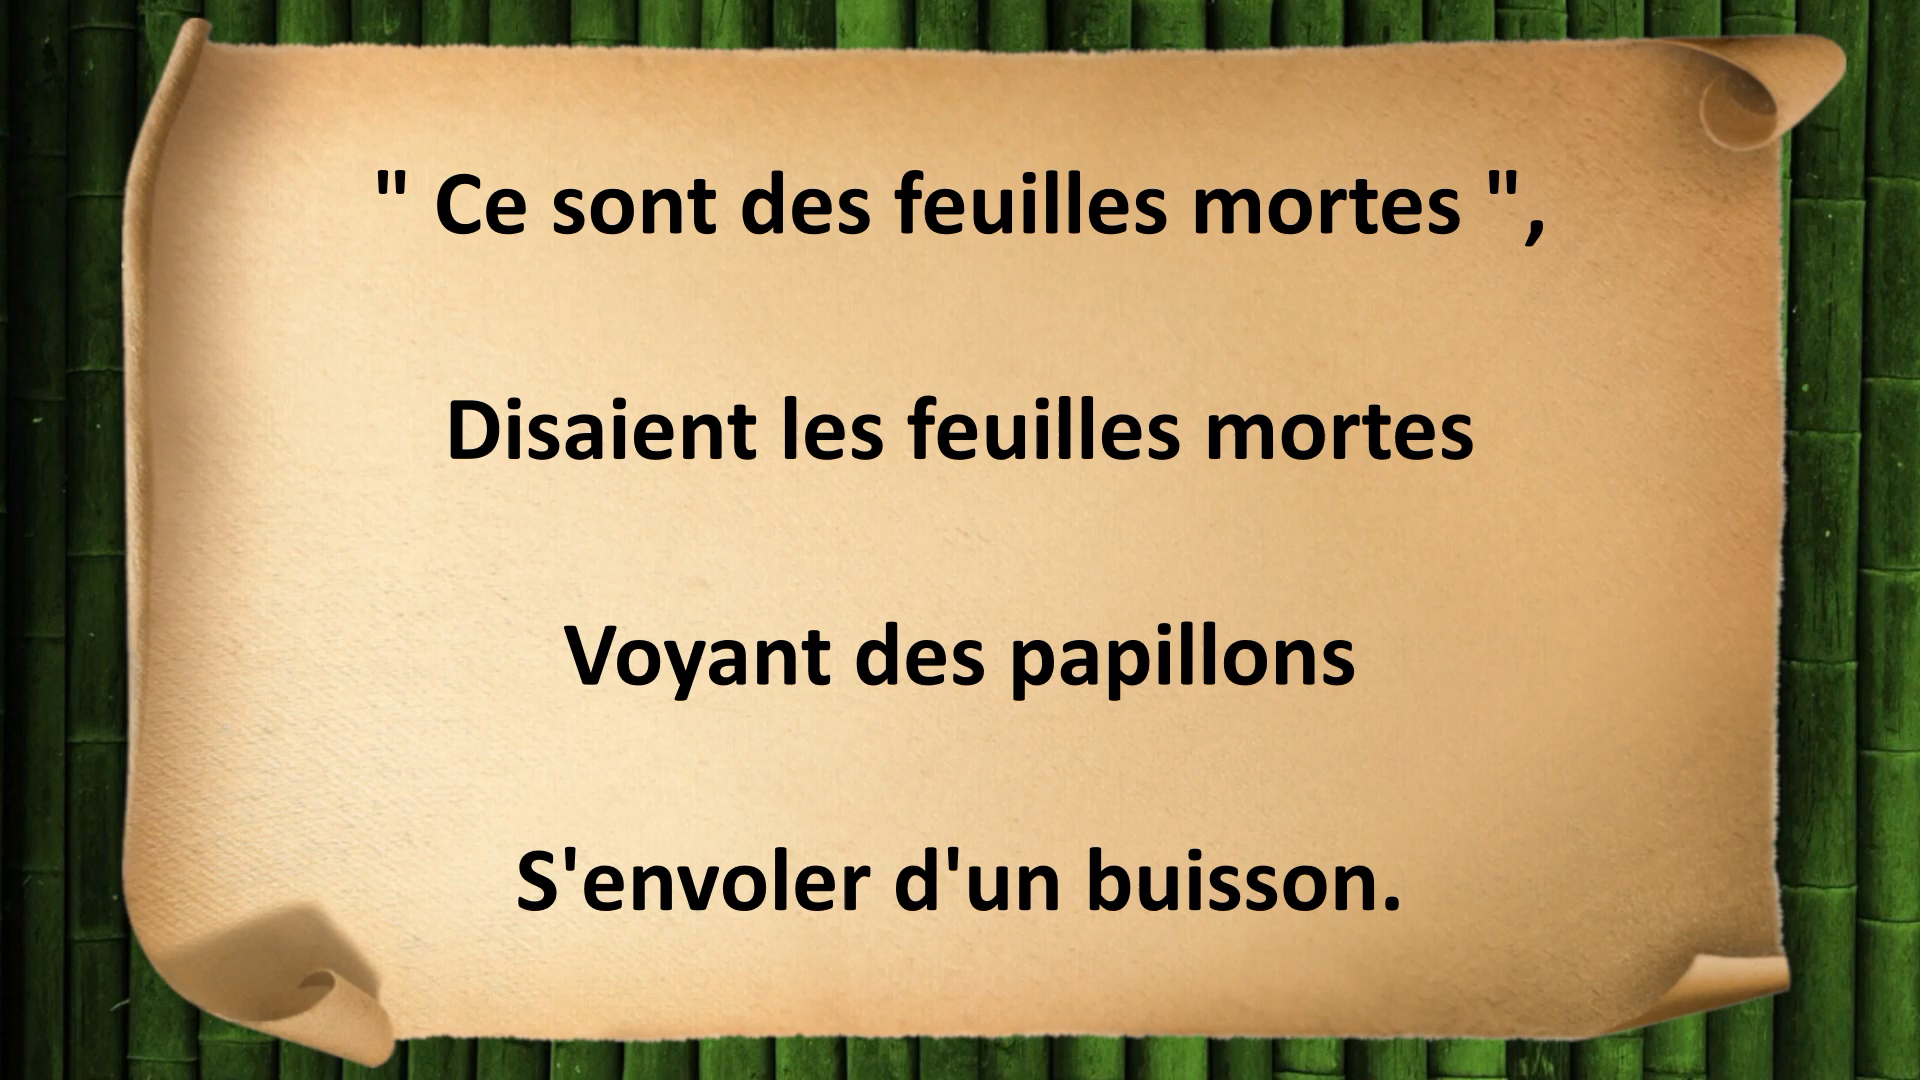 " Ce sont des feuilles mortes ",
Disaient les feuilles mortes
Voyant des papillons
S'envoler d'un buisson.